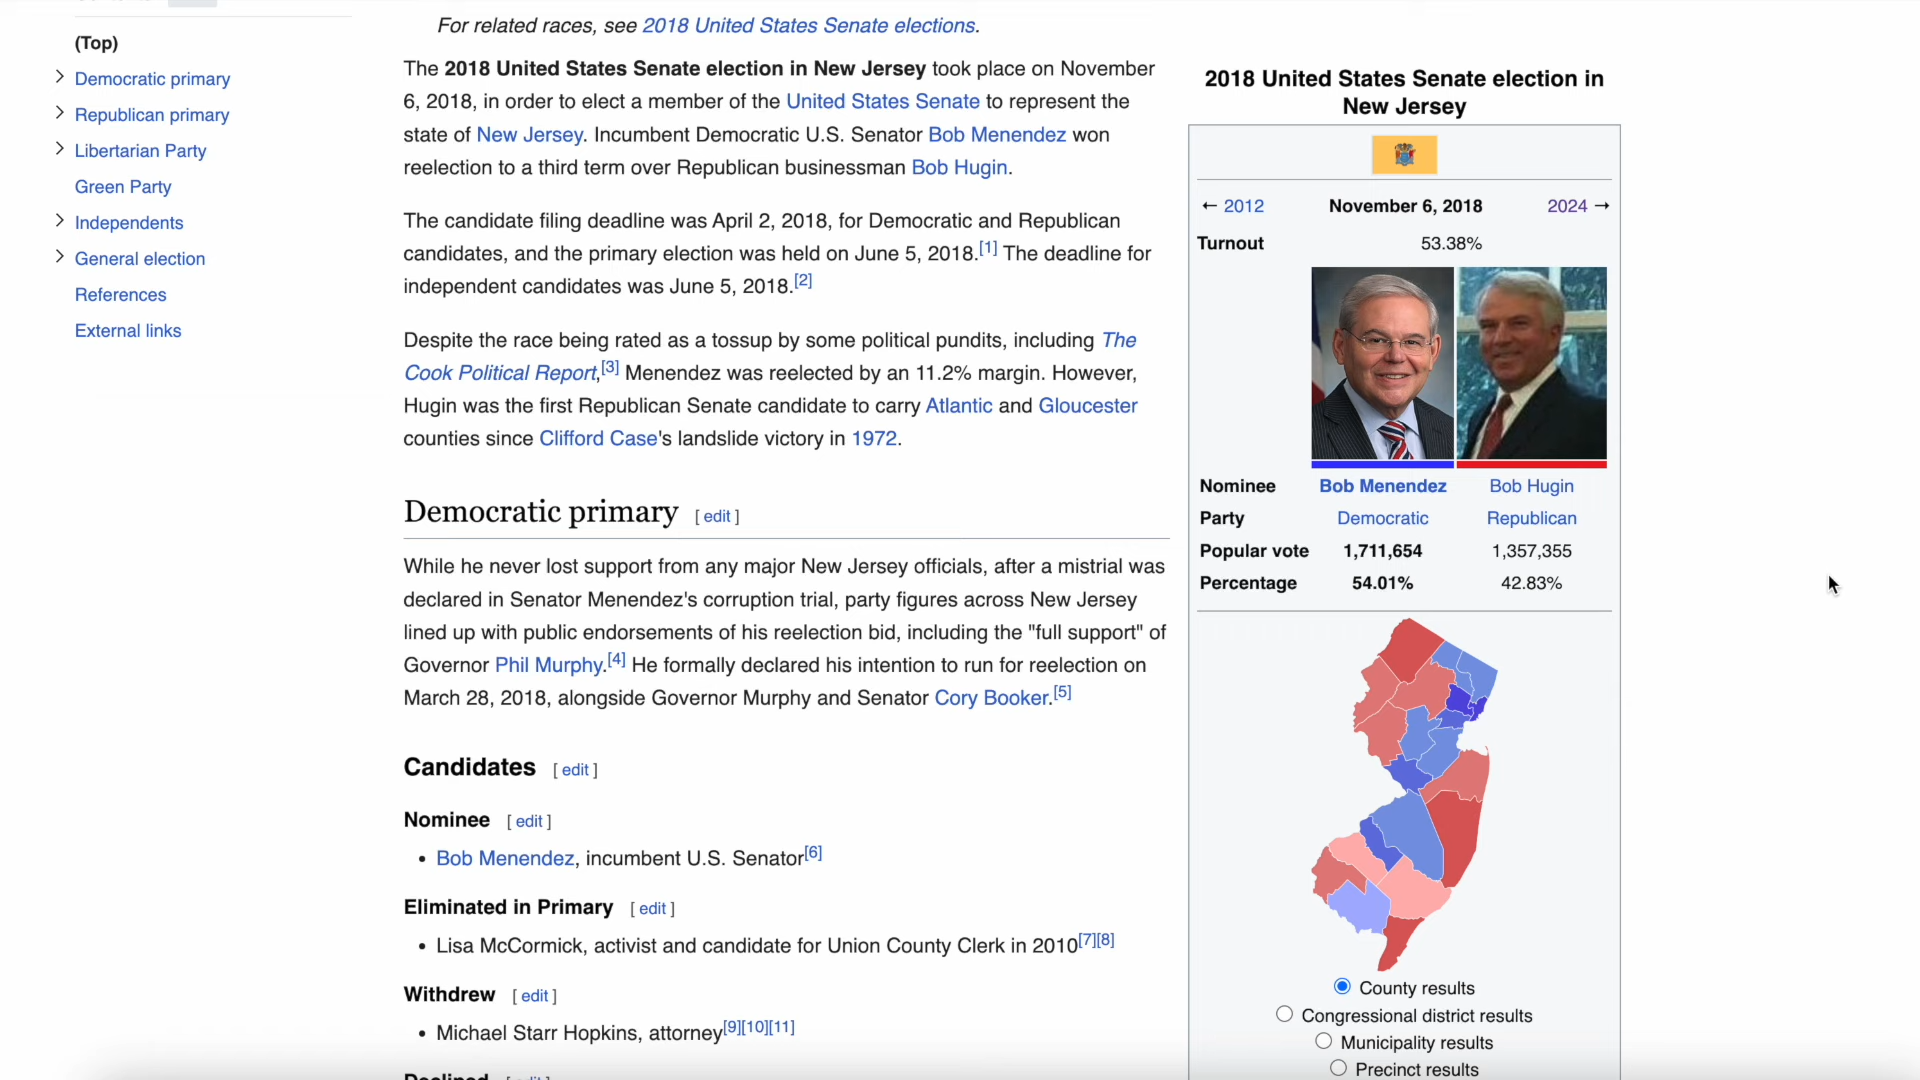 (Top)
Democratic primary
Republican primary
Libertarian Party
Green Party
Independents
General election
References
External links
For related races, see 2018 United States Senate elections.
The 2018 United States Senate election in New Jersey took place on November
6, 2018, in order to elect a member of the United States Senate to represent the
state of New Jersey. Incumbent Democratic U.S. Senator Bob Menendez won
reelection to a third term over Republican businessman Bob Hugin.
The candidate filing deadline was April 2, 2018, for Democratic and Republican
candidates, and the primary election was held on June 5, 2018.[1] The deadline for
independent candidates was June 5, 2018.[2]
Despite the race being rated as a tossup by some political pundits, including The
Cook Political Report,[3] Menendez was reelected by an 11.2% margin. However,
Hugin was the first Republican Senate candidate to carry Atlantic and Gloucester
counties since Clifford Case's landslide victory in 1972.
Democratic primary [ edit ]
While he never lost support from any major New Jersey officials, after a mistrial was
declared in Senator Menendez's corruption trial, party figures across New Jersey
lined up with public endorsements of his reelection bid, including the "full support" of
Governor Phil Murphy.[4] He formally declared his intention to run for reelection on
March 28, 2018, alongside Governor Murphy and Senator Cory Booker.[5]
Candidates [ edit ]
Nominee [ edit ]
• Bob Menendez, incumbent U.S. Senator[6]
Eliminated in Primary [ edit ]
• Lisa McCormick, activist and candidate for Union County Clerk in 2010[7][8]
Withdrew [ edit ]
• Michael Starr Hopkins, attorney[9][10][11]
2018 United States Senate election in
New Jersey
← 2012 November 6, 2018 2024 →
Turnout 53.38%
Nominee Bob Menendez Bob Hugin
Party Democratic Republican
Popular vote 1,711,654 1,357,355
Percentage 54.01% 42.83%
County results
Congressional district results
Municipality results
Precinct results